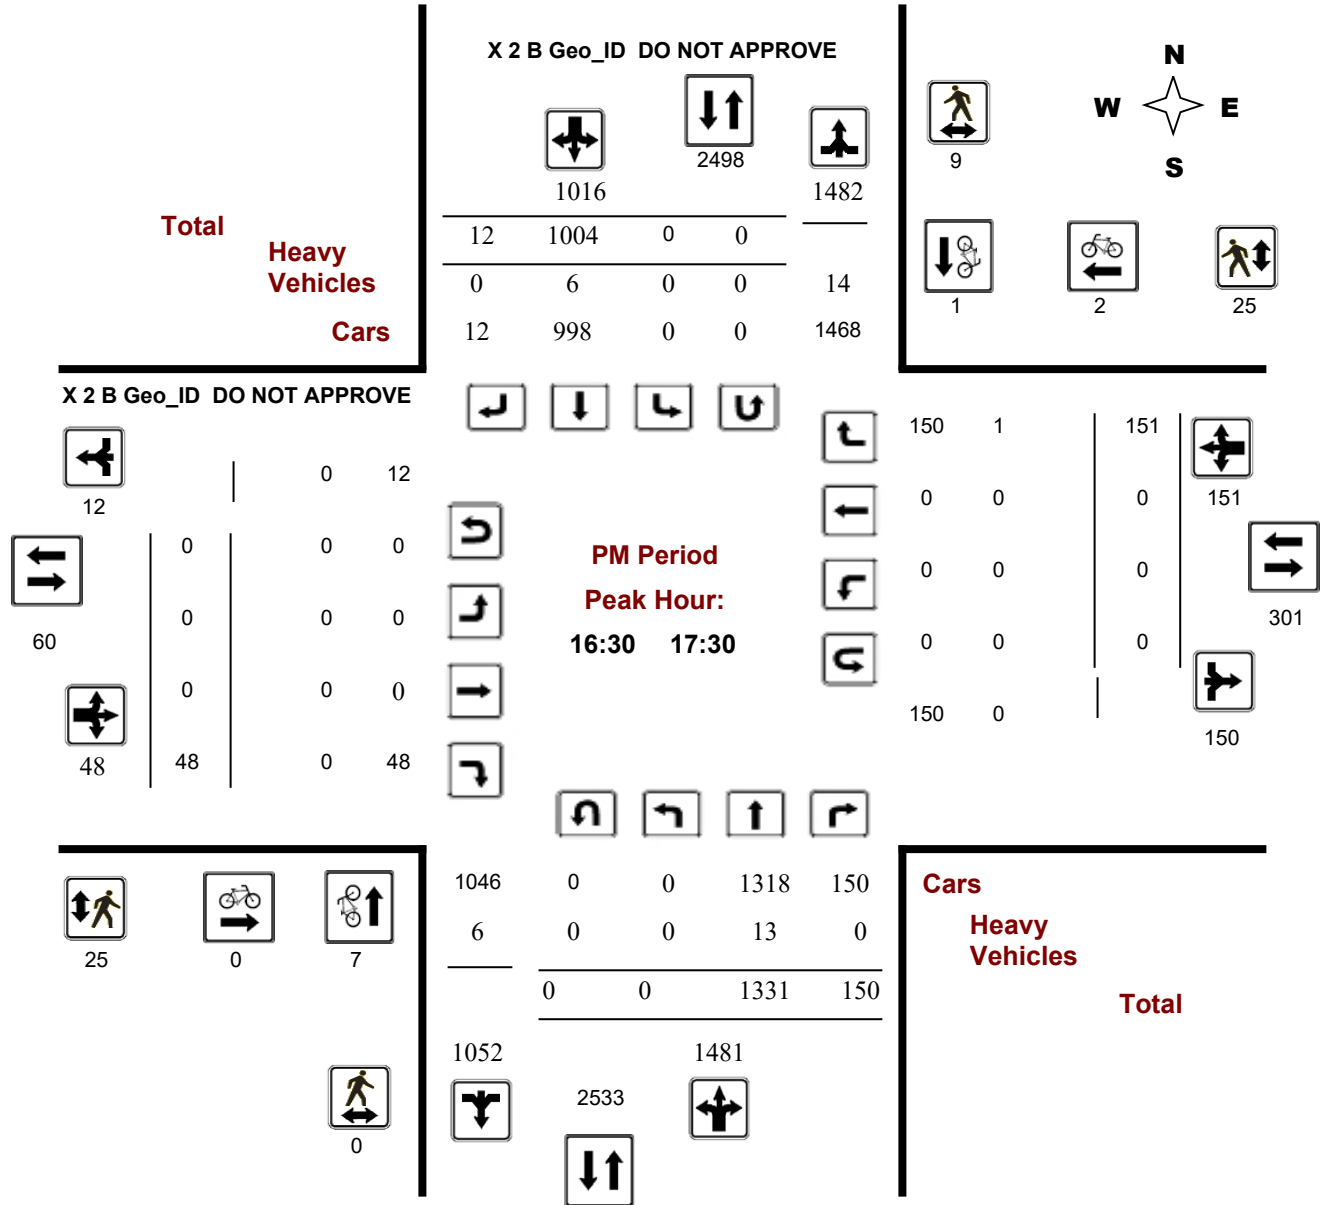 X 2 B Geo_ID DO NOT APPROVE
N
W E
S
2498
9
1016 1482
Total
12 1004 0 0
Heavy
Vehicles
0 6 0 0 14
1 2 25
Cars
12 998 0 0 1468
X 2 B Geo_ID DO NOT APPROVE
150 1 151
0 12
12
0 0 0 151
0 0 0
PM Period
0 0 0
Peak Hour:
0 0 0
301
60
16:30 17:30
0 0 0
0 0 0
150 0
150
48
48 0 48
1046 0 0 1318 150
Cars
6 0 0 13 0
Heavy
Vehicles
25 0 7
0 0 1331 150
Total
1052 1481
2533
0